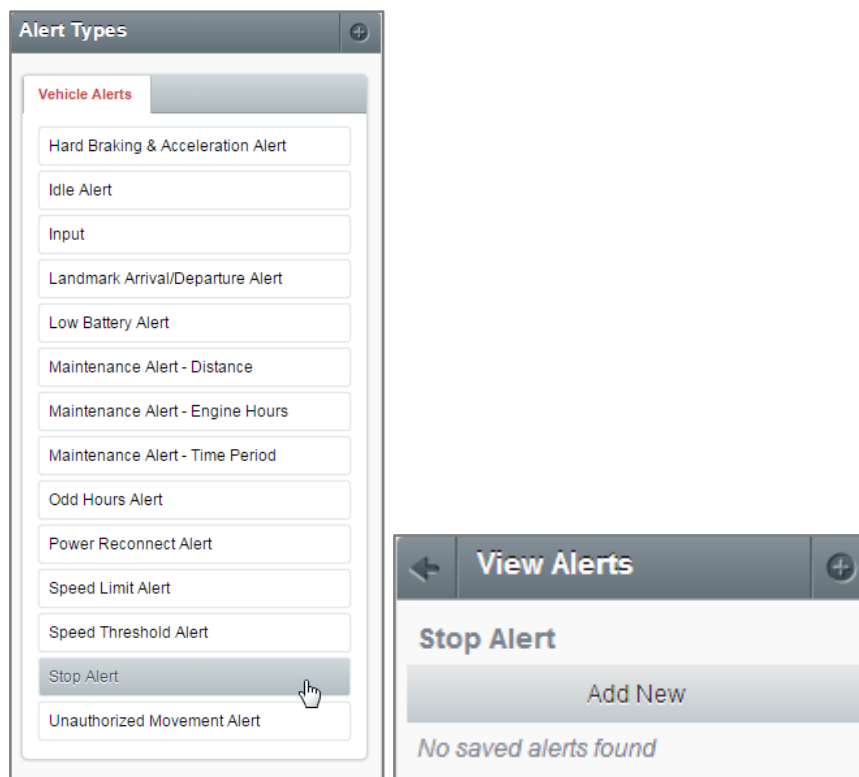 Alert Types
Vehicle Alerts
Hard Braking & Acceleration Alert
Idle Alert
Input
Landmark Arrival/Departure Alert
Low Battery Alert
Maintenance Alert - Distance
Maintenance Alert - Engine Hours
Maintenance Alert - Time Period
Odd Hours Alert
Power Reconnect Alert
Speed Limit Alert
Speed Threshold Alert
Stop Alert
Unauthorized Movement Alert
View Alerts
Stop Alert
Add New
No saved alerts found